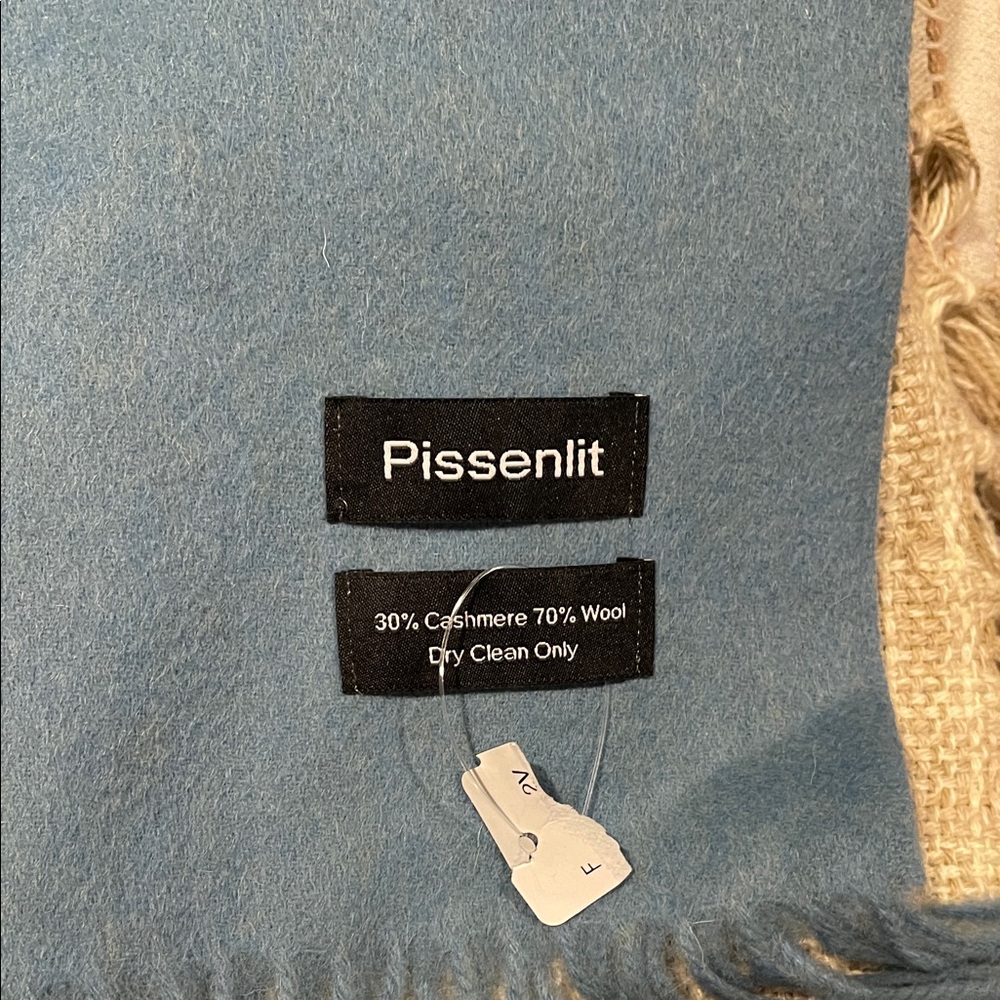 Pissenlit
30% Cashmere 70% Wool
Dry Clean Only
F